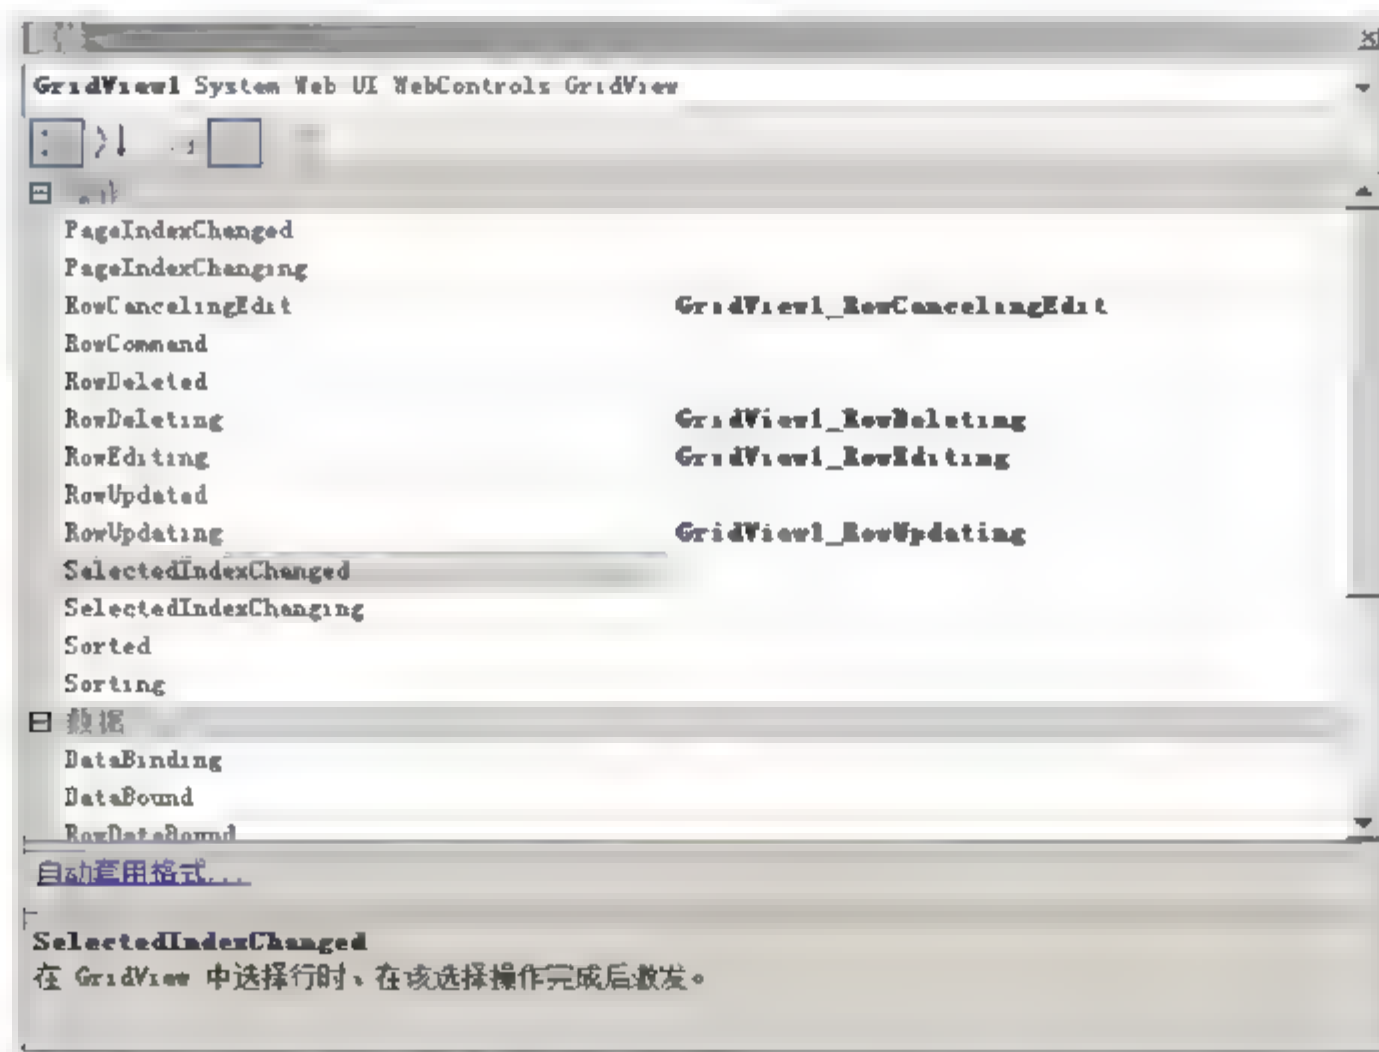 GridView1 System Web UI WebControls GridView
PageIndexChanged
PageIndexChanging
RowCancelingEdit GridView1_RowCancelingEdit
RowCommand
RowDeleted
RowDeleting GridView1_RowDeleting
RowEditing GridView1_RowEditing
RowUpdated
RowUpdating GridView1_RowUpdating
SelectedIndexChanged
SelectedIndexChanging
Sorted
Sorting
数据
DataBinding
DataBound
RowDataBound
自动套用格式...
SelectedIndexChanged
在 GridView 中选择行时、在该选择操作完成后激发。